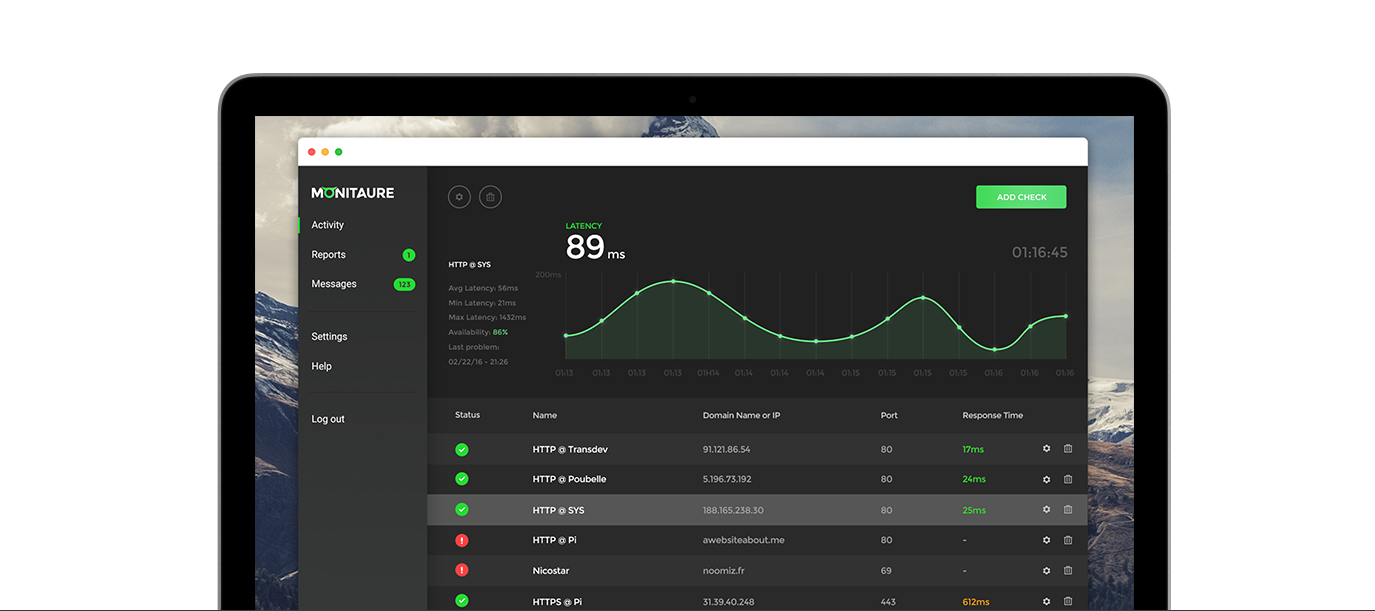 MONITAURE
Activity
Reports 1
Messages 123
Settings
Help
Log out
ADD CHECK
LATENCY
89 ms
01:16:45
HTTP @ SYS
200ms
Avg Latency: 56ms
Min Latency: 21ms
Max Latency: 1432ms
Availability: 86%
Last problem:
02/22/16 - 21:26
01:13 01:13 01:13 01:13 01H14 01:14 01:14 01:14 01:15 01:15 01:15 01:15 01:16 01:16 01:16
Status Name Domain Name or IP Port Response Time
HTTP @ Transdev 91.121.86.54 80 17ms
HTTP @ Poubelle 5.196.73.192 80 24ms
HTTP @ SYS 188.165.238.30 80 25ms
HTTP @ Pi awebsiteabout.me 80 -
Nicostar noomiz.fr 69 -
HTTPS @ Pi 31.39.40.248 443 612ms